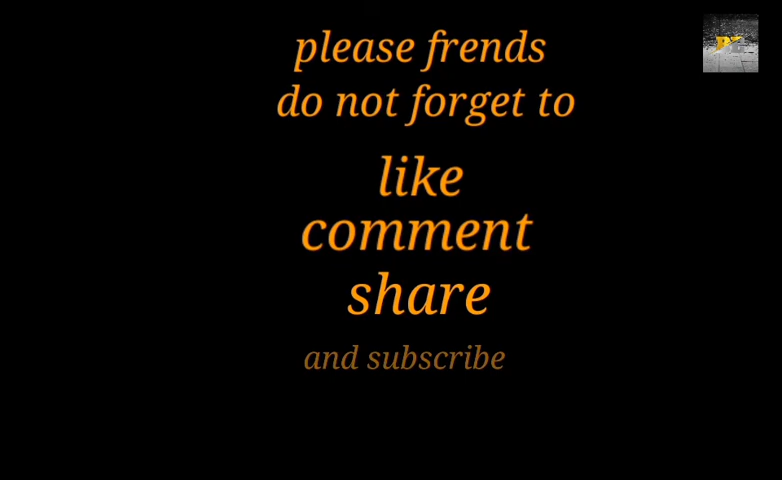 please frends
do not forget to
like
comment
share
and subscribe